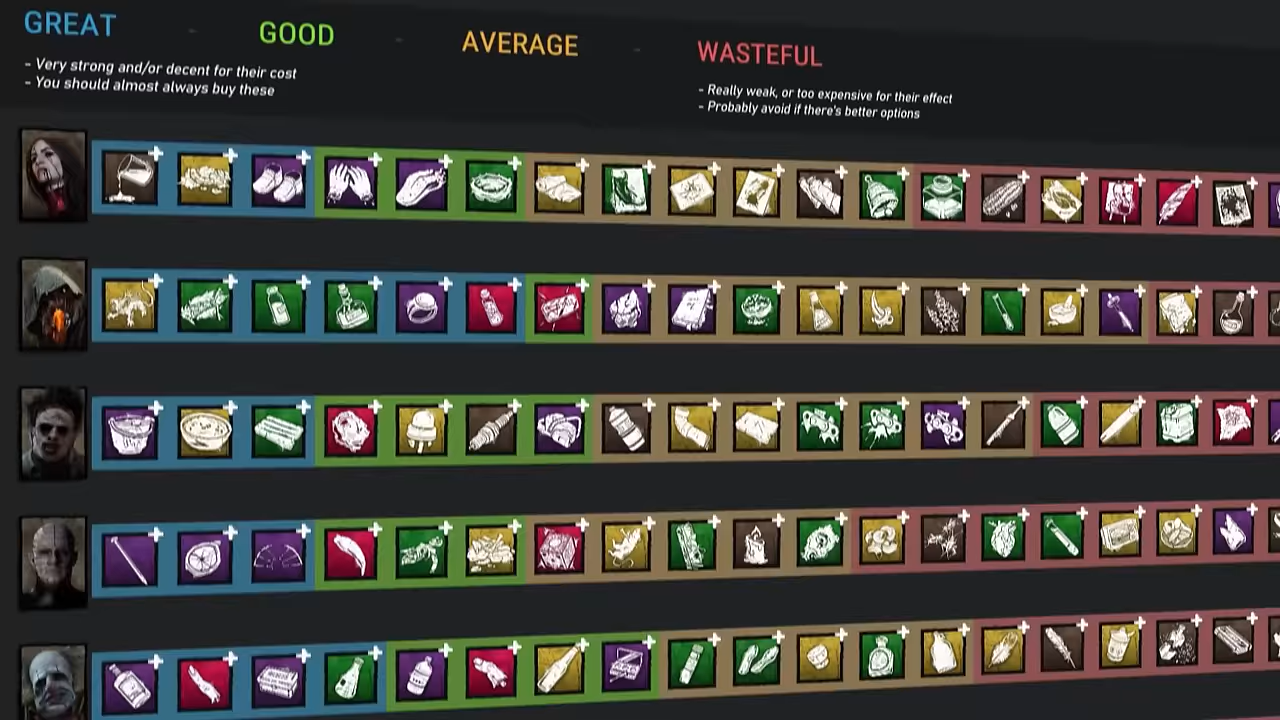 GREAT - GOOD - AVERAGE - WASTEFUL
- Very strong and/or decent for their cost
- You should almost always buy these
- Really weak, or too expensive for their effect
- Probably avoid if there's better options